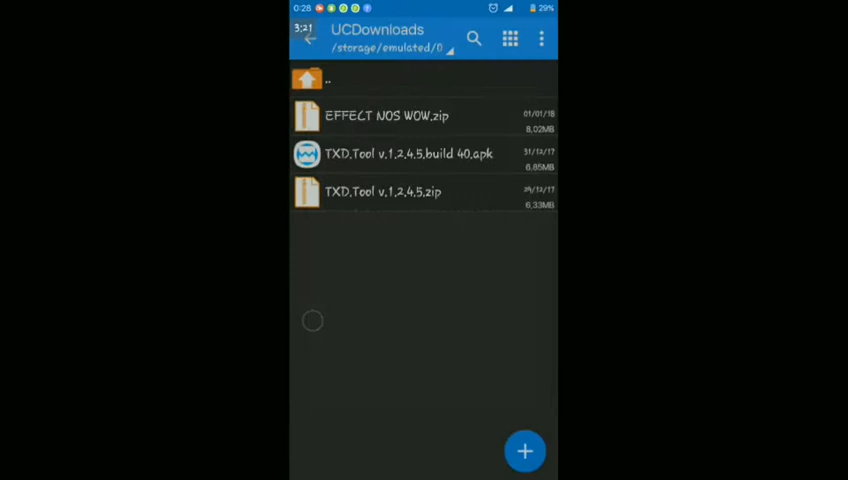 0:28
29%
3:21
UCDownloads
/storage/emulated/0
..
EFFECT NOS WOW.zip
01/01/18
8,02MB
TXD.Tool v.1.2.4.5.build 40.apk
31/12/17
6,85MB
TXD.Tool v.1.2.4.5.zip
29/12/17
6,33MB